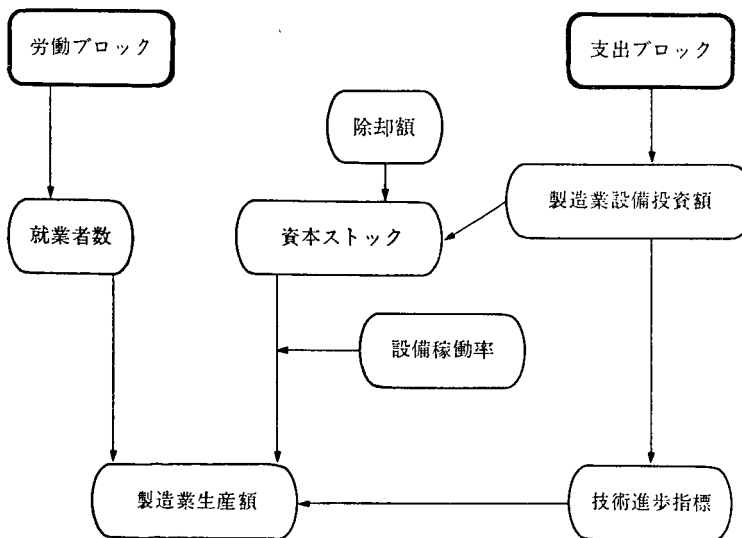 労働ブロック
支出ブロック
除却額
製造業設備投資額
就業者数
資本ストック
設備稼働率
製造業生産額
技術進歩指標